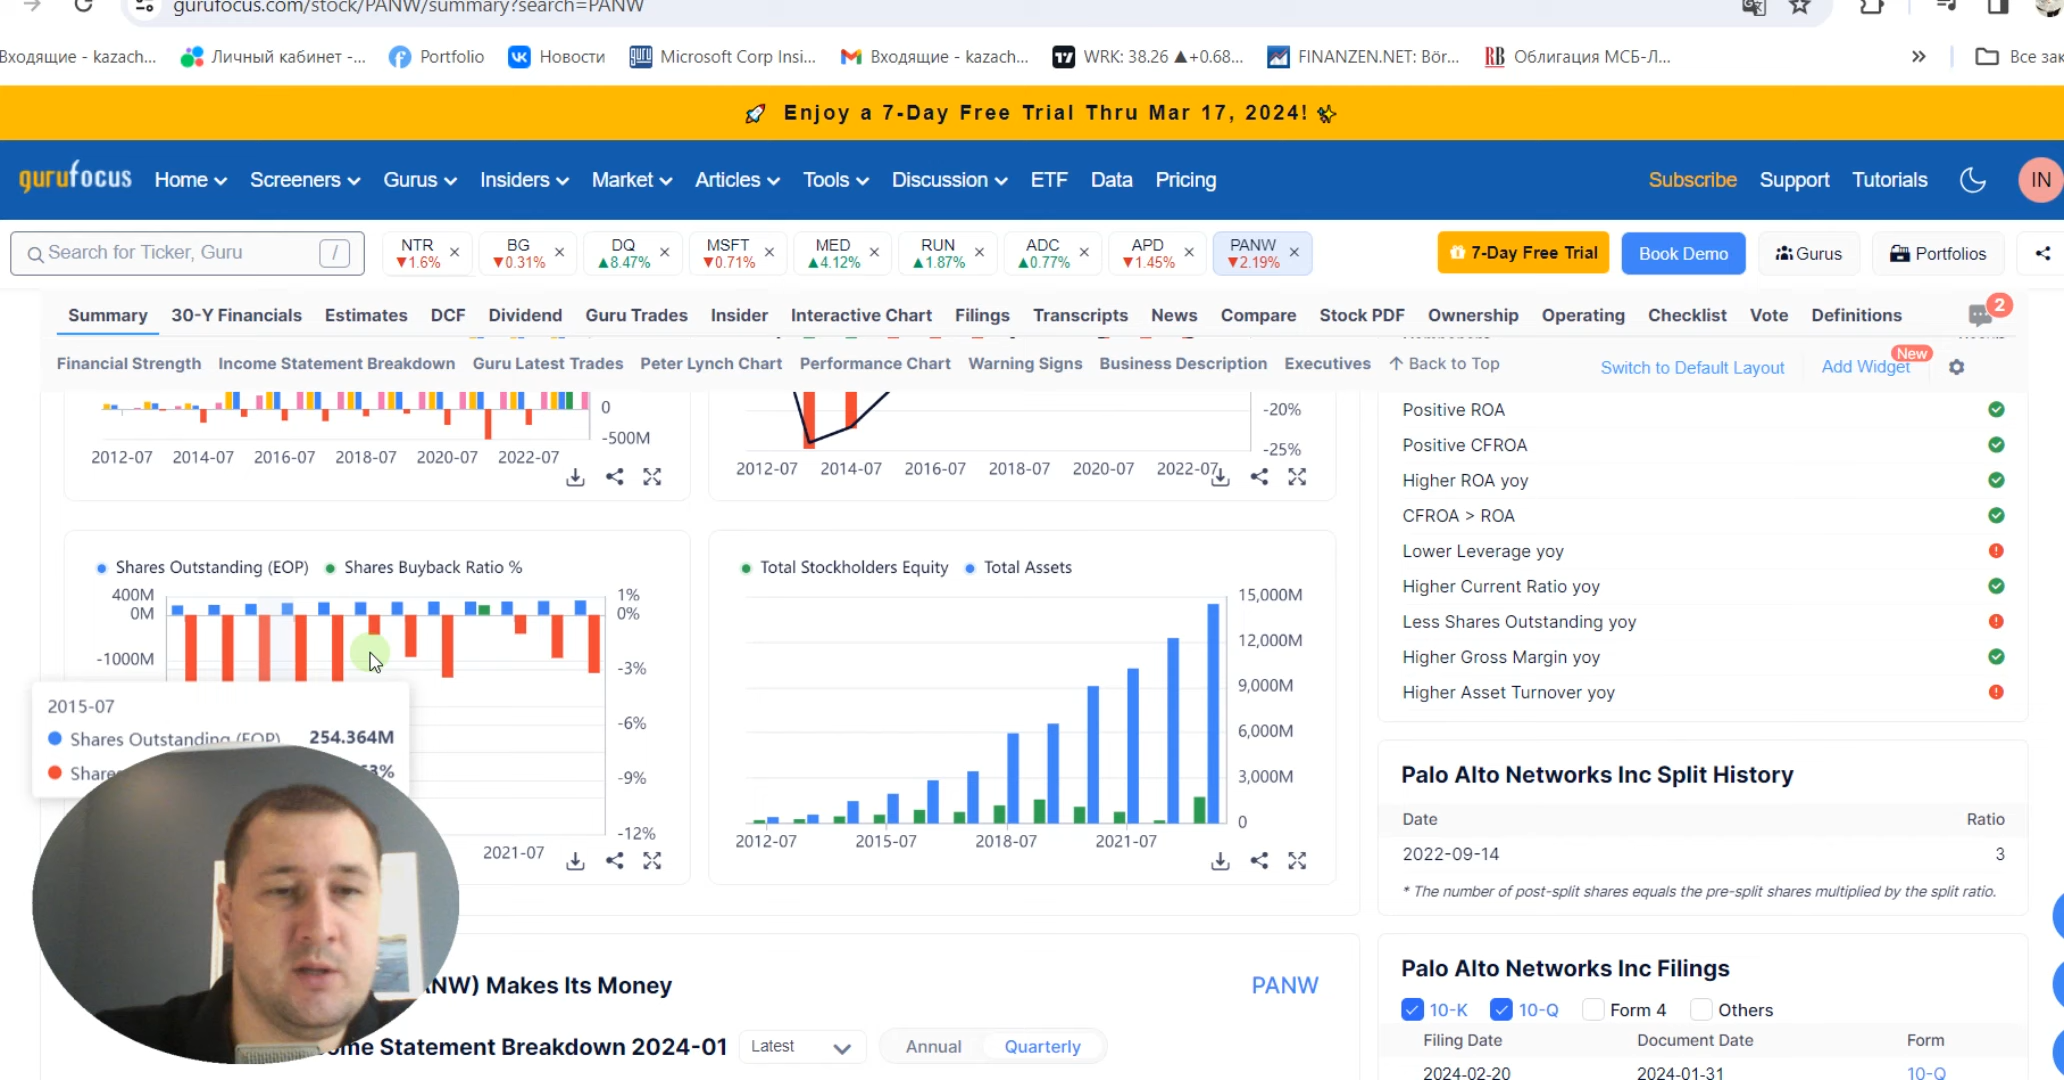 gurufocus.com/stock/PANW/summary?search=PANW
Входящие - kazach...
Личный кабинет -...
Portfolio
Новости
Microsoft Corp Insi...
Входящие - kazach...
WRK: 38.26 ▲+0.68...
FINANZEN.NET: Bör...
Облигация МСБ-Л...
»
Все зак
Enjoy a 7-Day Free Trial Thru Mar 17, 2024!
gurufocus
Home
Screeners
Gurus
Insiders
Market
Articles
Tools
Discussion
ETF
Data
Pricing
Subscribe
Support
Tutorials
IN
Search for Ticker, Guru
/
NTR
▼1.6%
BG
▼0.31%
DQ
▲8.47%
MSFT
▼0.71%
MED
▲4.12%
RUN
▲1.87%
ADC
▲0.77%
APD
▼1.45%
PANW
▼2.19%
7-Day Free Trial
Book Demo
Gurus
Portfolios
Summary
30-Y Financials
Estimates
DCF
Dividend
Guru Trades
Insider
Interactive Chart
Filings
Transcripts
News
Compare
Stock PDF
Ownership
Operating
Checklist
Vote
Definitions
2
Financial Strength
Income Statement Breakdown
Guru Latest Trades
Peter Lynch Chart
Performance Chart
Warning Signs
Business Description
Executives
Back to Top
Switch to Default Layout
Add Widget
New
0
-500M
2012-07 2014-07 2016-07 2018-07 2020-07 2022-07
-20%
-25%
2012-07 2014-07 2016-07 2018-07 2020-07 2022-07
Positive ROA
Positive CFROA
Higher ROA yoy
CFROA > ROA
Lower Leverage yoy
Higher Current Ratio yoy
Less Shares Outstanding yoy
Higher Gross Margin yoy
Higher Asset Turnover yoy
Shares Outstanding (EOP)
Shares Buyback Ratio %
400M
0M
-1000M
1%
0%
-3%
-6%
-9%
-12%
2021-07
2015-07
Shares Outstanding (EOP) 254.364M
Share
3%
Total Stockholders Equity
Total Assets
15,000M
12,000M
9,000M
6,000M
3,000M
0
2012-07 2015-07 2018-07 2021-07
Palo Alto Networks Inc Split History
Date Ratio
2022-09-14 3
* The number of post-split shares equals the pre-split shares multiplied by the split ratio.
NW) Makes Its Money
PANW
me Statement Breakdown 2024-01
Latest
Annual
Quarterly
Palo Alto Networks Inc Filings
10-K
10-Q
Form 4
Others
Filing Date Document Date Form
2024-02-20 2024-01-31 10-Q